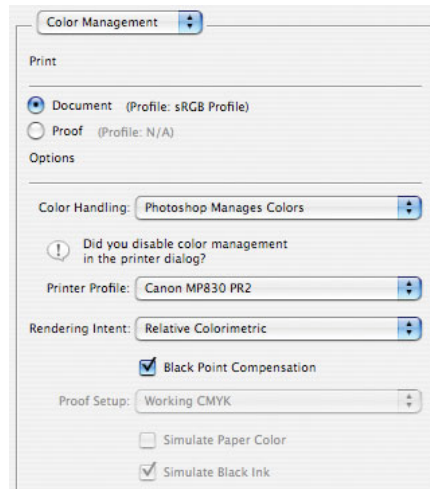 Color Management
Print
Document (Profile: sRGB Profile)
Proof (Profile: N/A)
Options
Color Handling: Photoshop Manages Colors
Did you disable color management
in the printer dialog?
Printer Profile: Canon MP830 PR2
Rendering Intent: Relative Colorimetric
Black Point Compensation
Proof Setup: Working CMYK
Simulate Paper Color
Simulate Black Ink